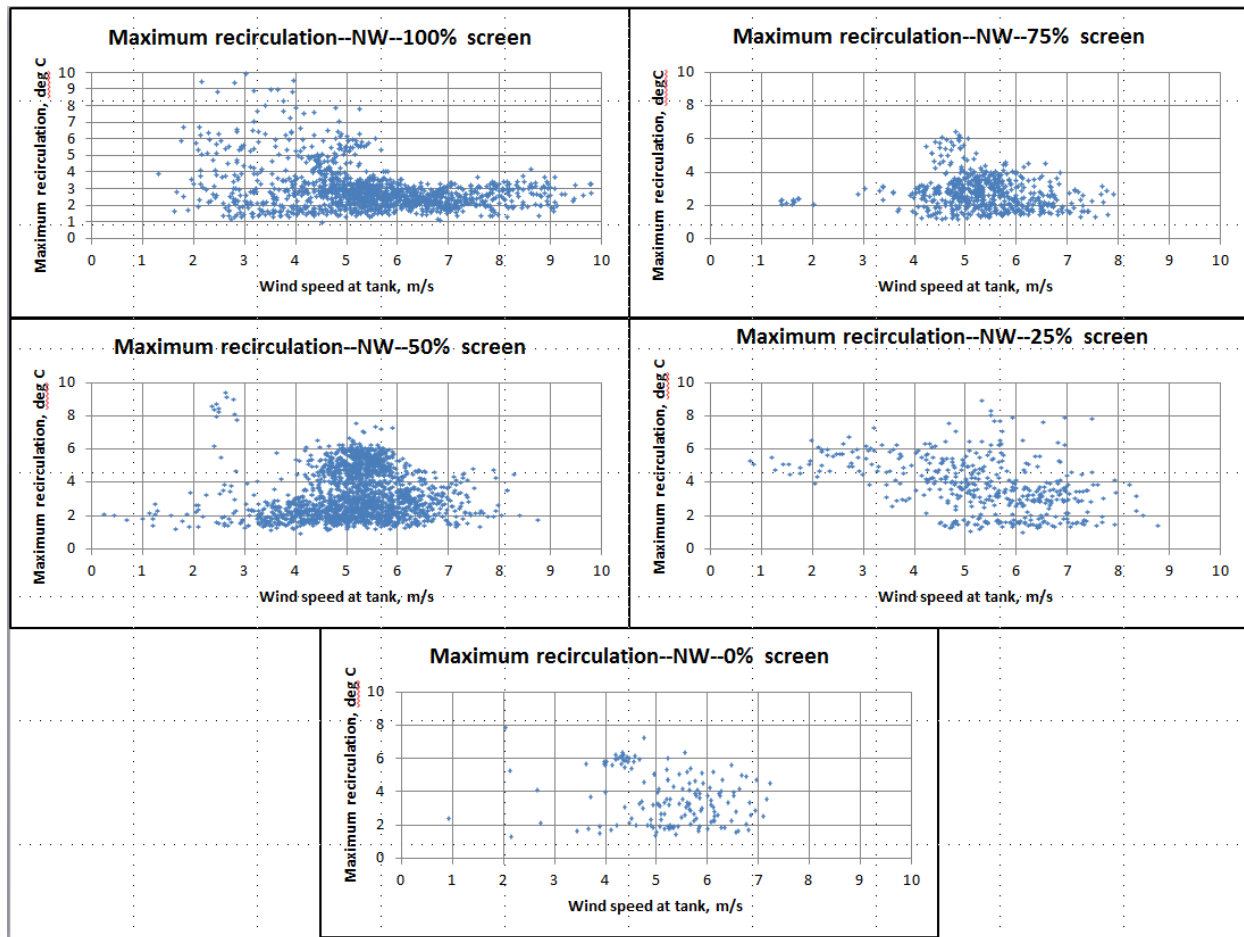 Maximum recirculation--NW--100% screen
Maximum recirculation, deg C
10
9
8
7
6
5
4
3
2
1
0
0 1 2 3 4 5 6 7 8 9 10
Wind speed at tank, m/s
Maximum recirculation--NW--75% screen
Maximum recirculation, degC
10
8
6
4
2
0
0 1 2 3 4 5 6 7 8 9 10
Wind speed at tank, m/s
Maximum recirculation--NW--50% screen
Maximum recirculation, deg C
10
8
6
4
2
0
0 1 2 3 4 5 6 7 8 9 10
Wind speed at tank, m/s
Maximum recirculation--NW--25% screen
Maximum recirculation, deg C
10
8
6
4
2
0
0 1 2 3 4 5 6 7 8 9 10
Wind speed at tank, m/s
Maximum recirculation--NW--0% screen
Maximum recirculation, deg C
10
8
6
4
2
0
0 1 2 3 4 5 6 7 8 9 10
Wind speed at tank, m/s